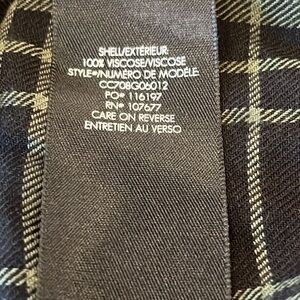 SHELL/EXTÉRIEUR:
100% VISCOSE/VISCOSE
STYLE#/NUMÉRO DE MODÈLE:
CC70BG06012
PO# 116197
RN# 107677
CARE ON REVERSE
ENTRETIEN AU VERSO